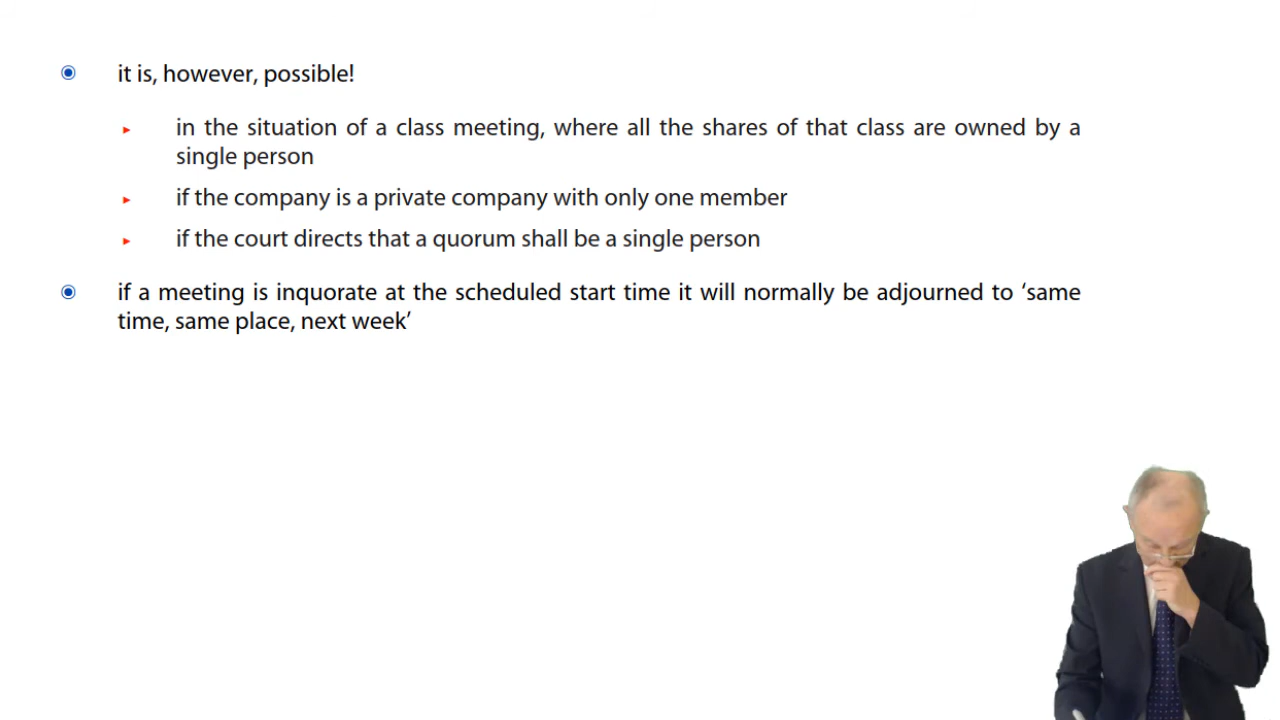 it is, however, possible!
in the situation of a class meeting, where all the shares of that class are owned by a
single person
if the company is a private company with only one member
if the court directs that a quorum shall be a single person
if a meeting is inquorate at the scheduled start time it will normally be adjourned to ‘same
time, same place, next week’